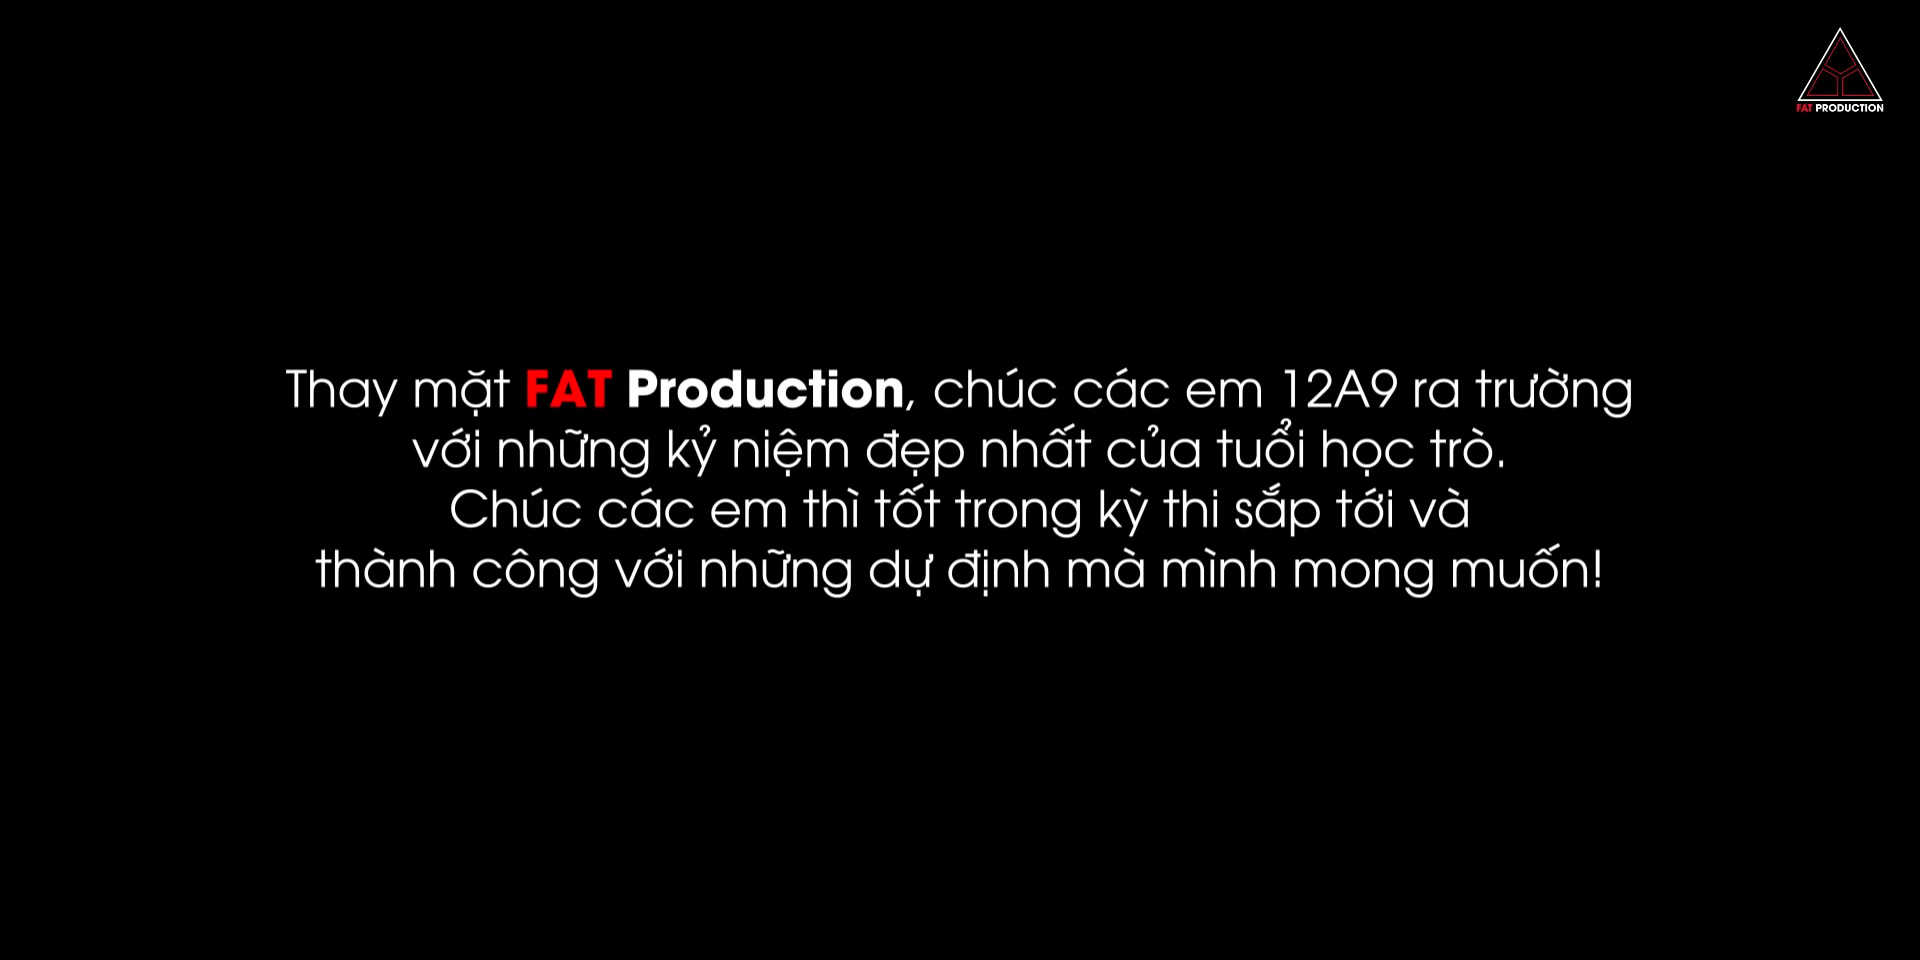 FAT PRODUCTION
Thay mặt FAT Production, chúc các em 12A9 ra trường
với những kỷ niệm đẹp nhất của tuổi học trò.
Chúc các em thì tốt trong kỳ thi sắp tới và
thành công với những dự định mà mình mong muốn!